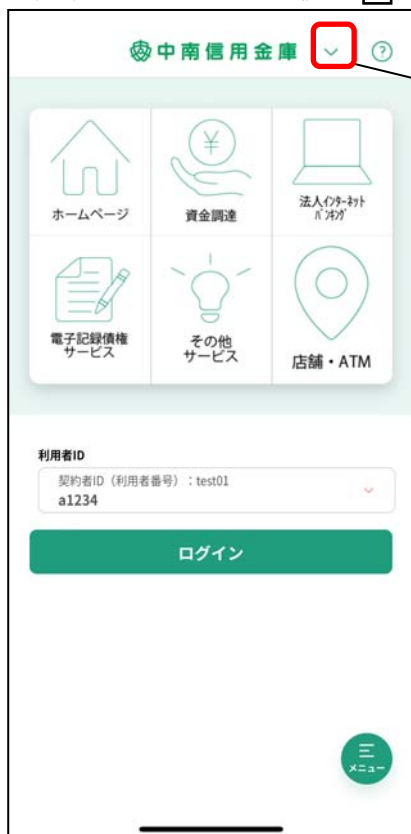 中南信用金庫
?
¥
ホームページ
資金調達
法人ｲﾝﾀｰﾈｯﾄ
ﾊﾞﾝｷﾝｸﾞ
電子記録債権
サービス
その他
サービス
店舗・ATM
利用者ID
契約者ID（利用者番号）：test01
a1234
ログイン
メニュー